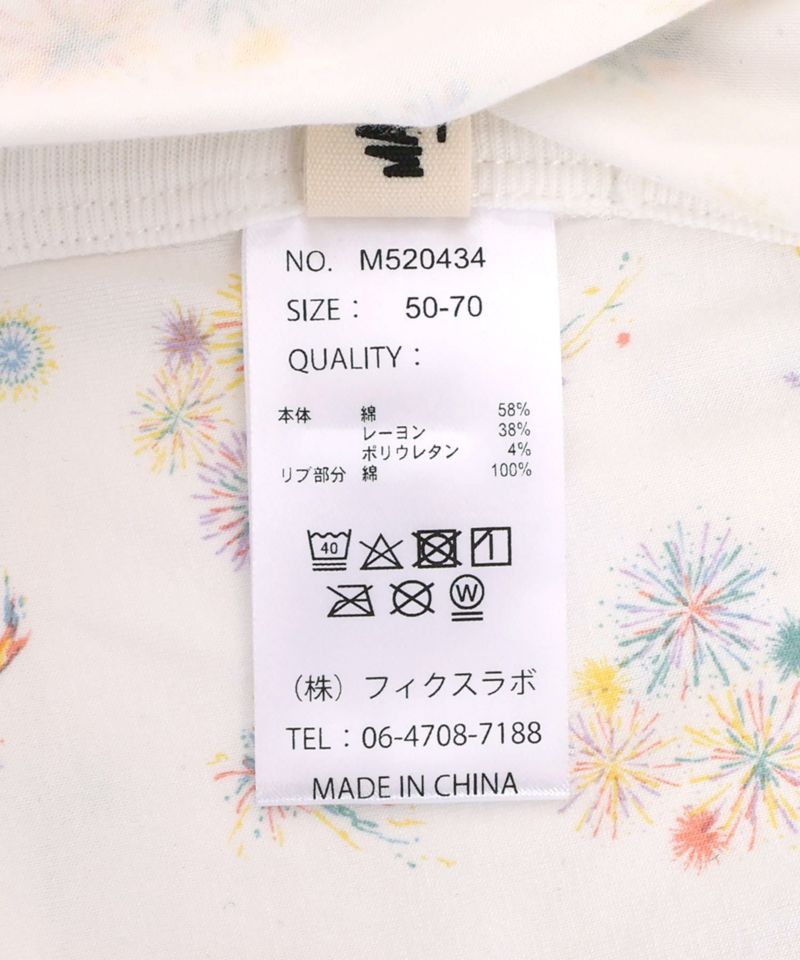 NO. M520434
SIZE： 50-70
QUALITY：
本体 綿 58%
レーヨン 38%
ポリウレタン 4%
リブ部分 綿 100%
40
W
（株）フィクスラボ
TEL：06-4708-7188
MADE IN CHINA